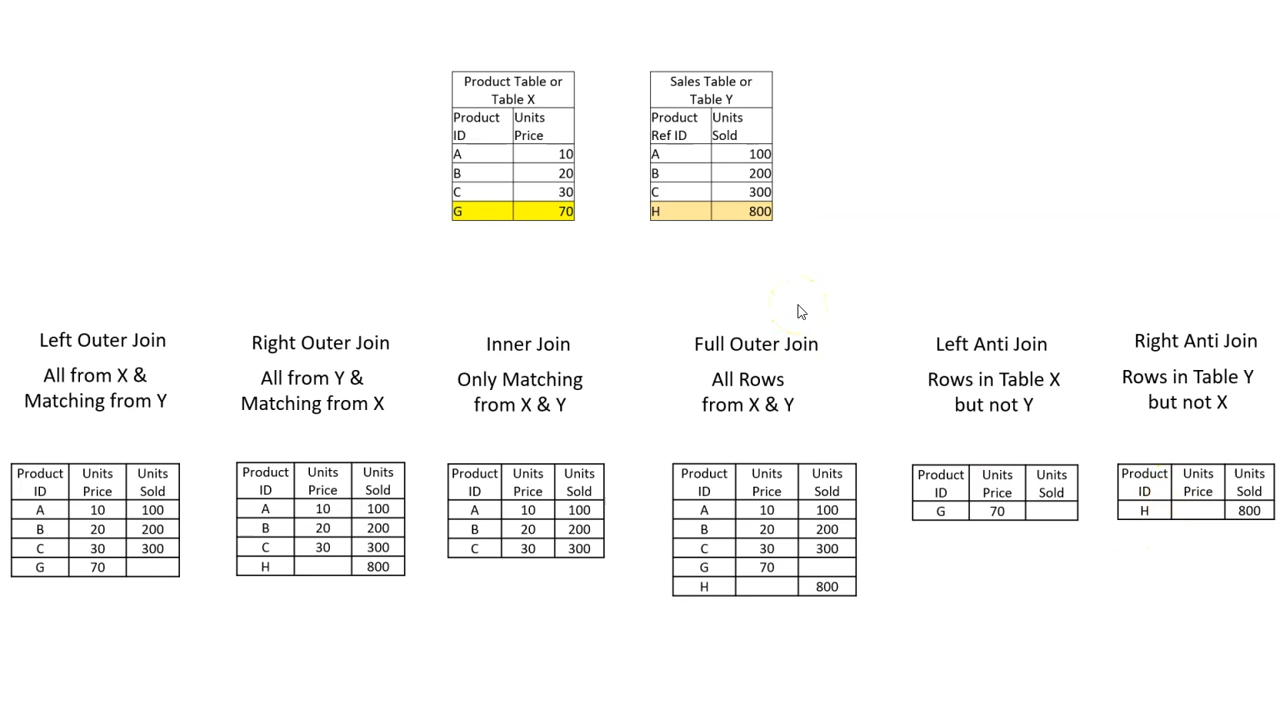 Product Table or
Table X
Product ID Units Price
A 10
B 20
C 30
G 70
Sales Table or
Table Y
Product Ref ID Units Sold
A 100
B 200
C 300
H 800
Left Outer Join
All from X &
Matching from Y
Product ID Units Price Units Sold
A 10 100
B 20 200
C 30 300
G 70
Right Outer Join
All from Y &
Matching from X
Product ID Units Price Units Sold
A 10 100
B 20 200
C 30 300
H 800
Inner Join
Only Matching
from X & Y
Product ID Units Price Units Sold
A 10 100
B 20 200
C 30 300
Full Outer Join
All Rows
from X & Y
Product ID Units Price Units Sold
A 10 100
B 20 200
C 30 300
G 70
H 800
Left Anti Join
Rows in Table X
but not Y
Product ID Units Price Units Sold
G 70
Right Anti Join
Rows in Table Y
but not X
Product ID Units Price Units Sold
H 800